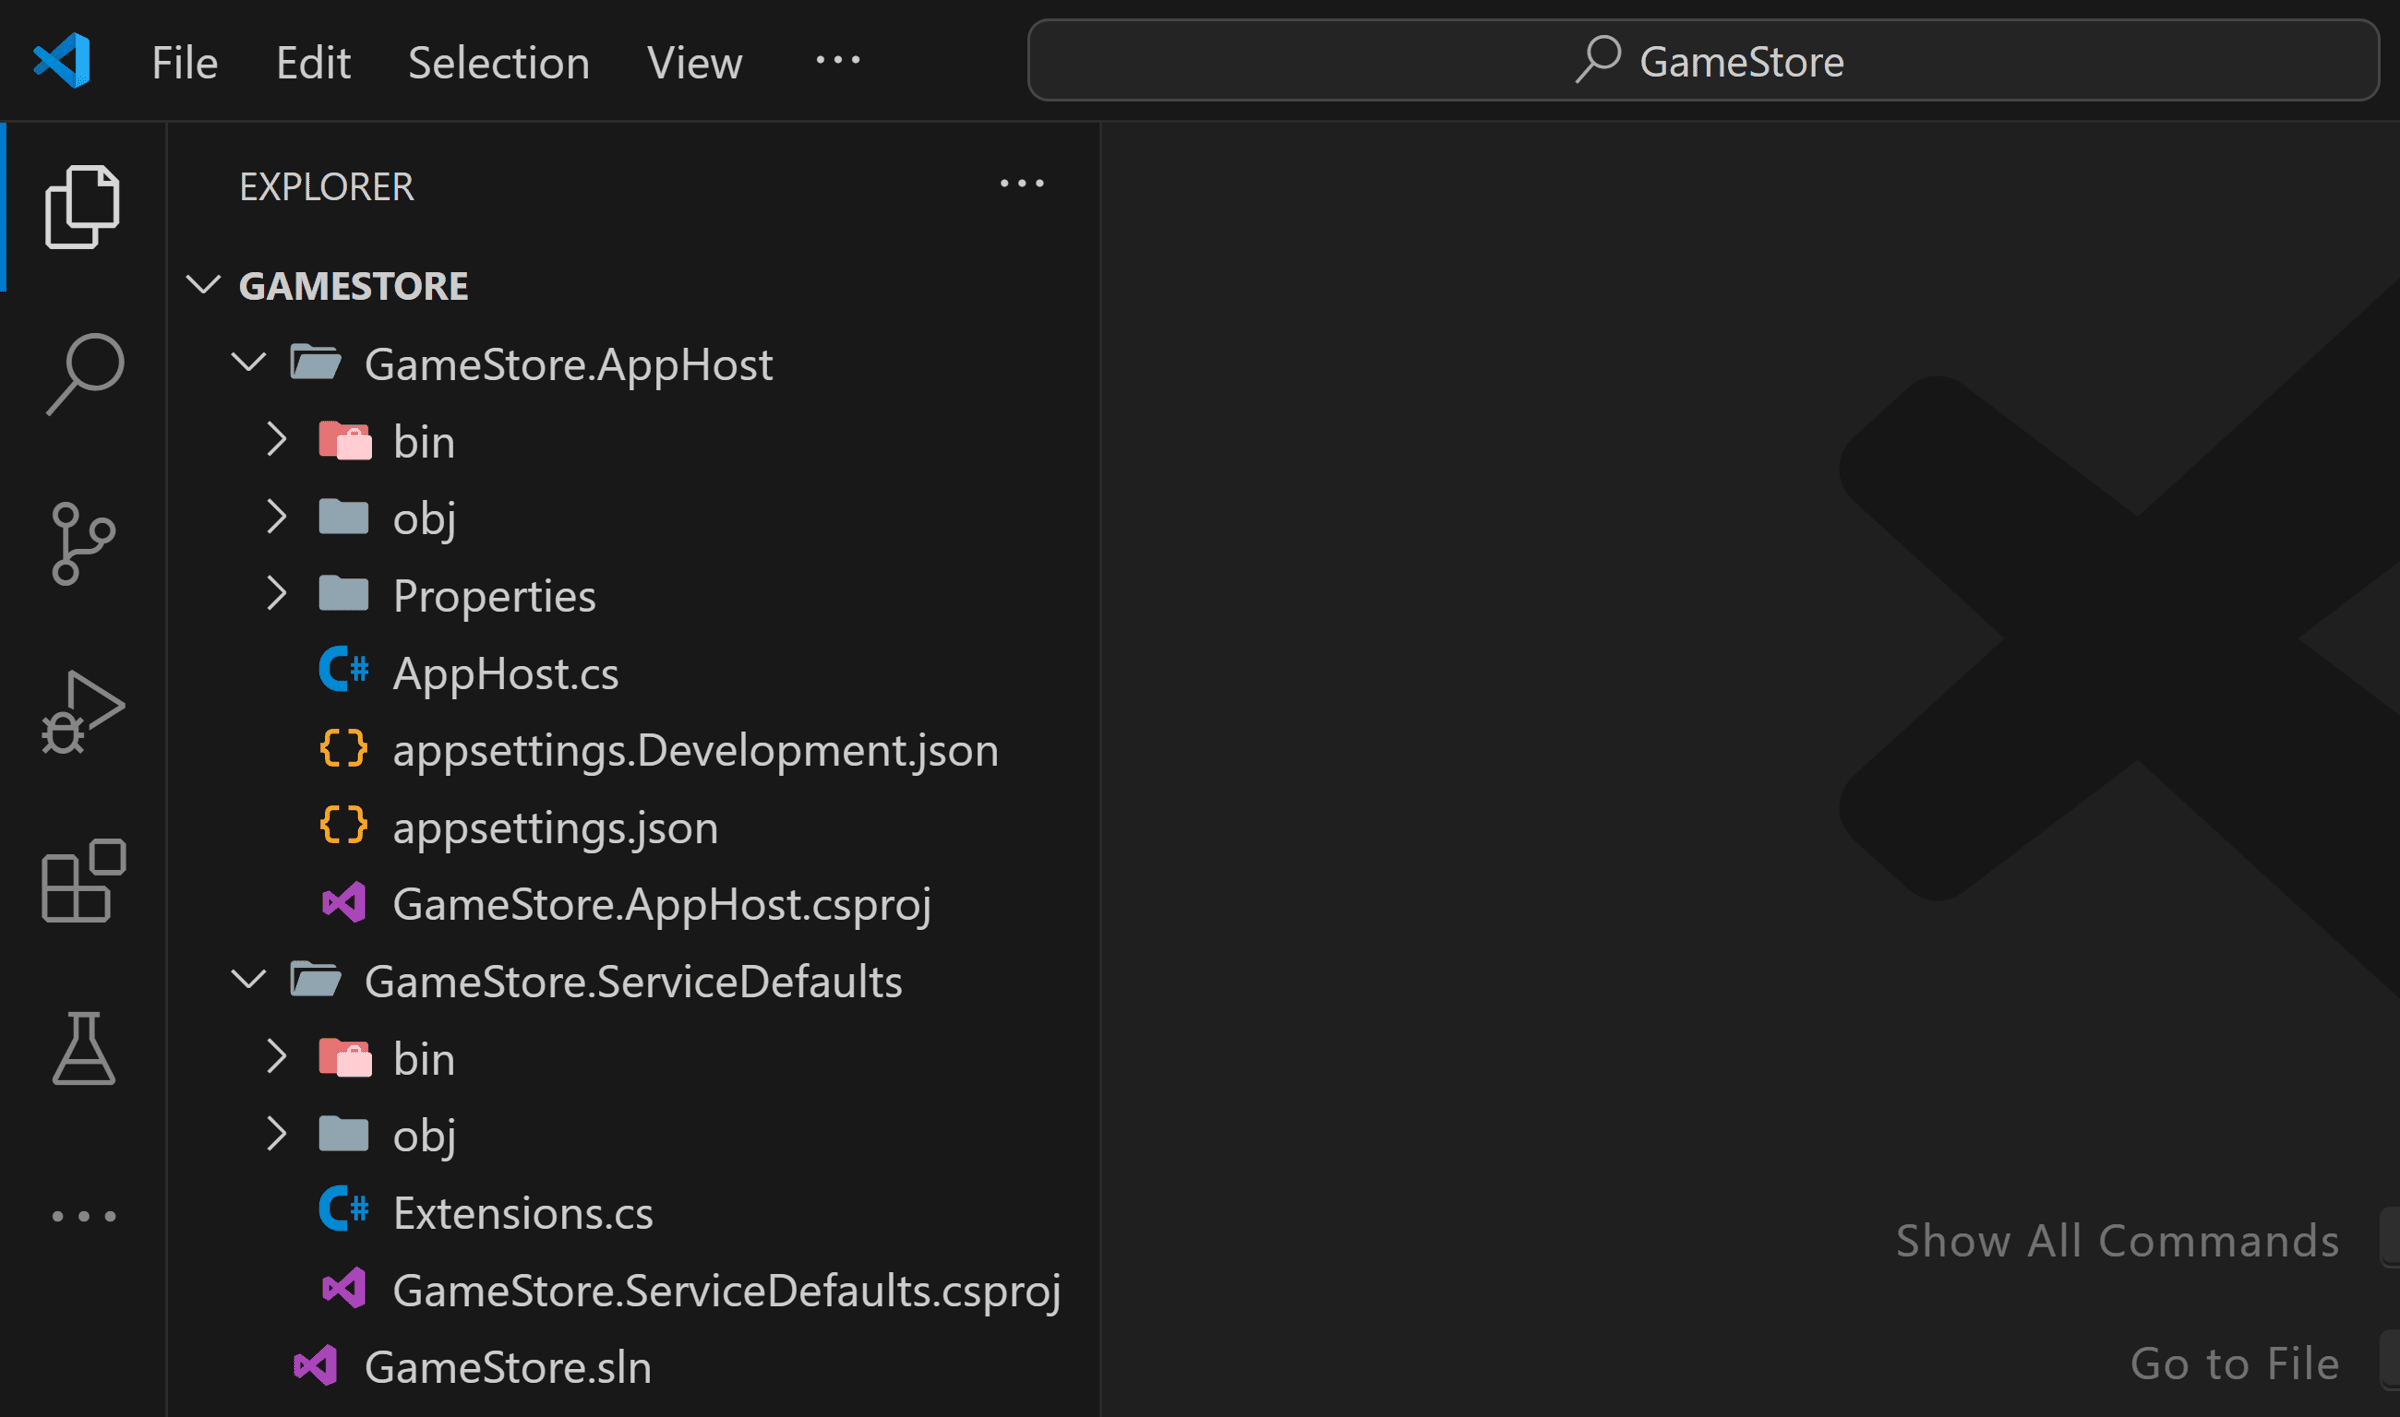 File Edit Selection View ··· GameStore
EXPLORER ···
GAMESTORE
GameStore.AppHost
bin
obj
Properties
AppHost.cs
appsettings.Development.json
appsettings.json
GameStore.AppHost.csproj
GameStore.ServiceDefaults
bin
obj
Extensions.cs
GameStore.ServiceDefaults.csproj
GameStore.sln
Show All Commands
Go to File